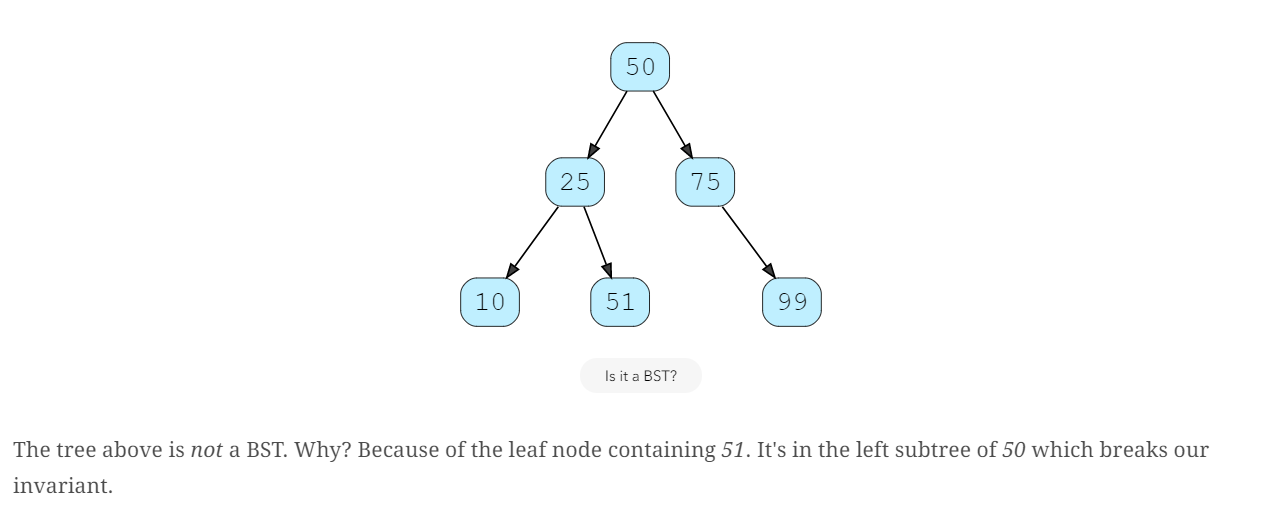 50
25 75
10 51 99
Is it a BST?
The tree above is not a BST. Why? Because of the leaf node containing 51. It's in the left subtree of 50 which breaks our
invariant.